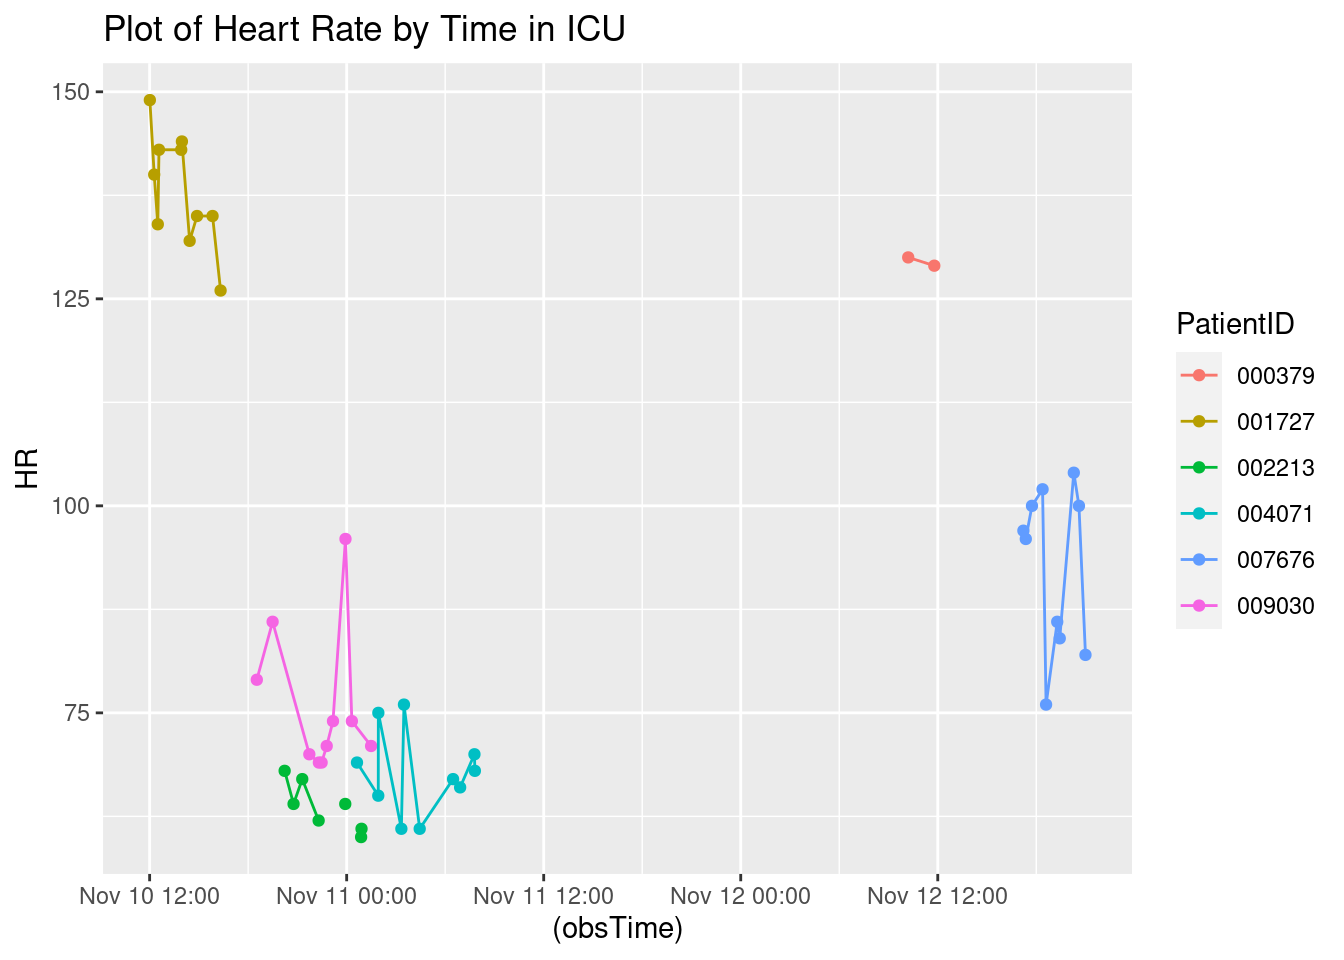 Plot of Heart Rate by Time in ICU
150
125
100
75
HR
Nov 10 12:00
Nov 11 00:00
Nov 11 12:00
Nov 12 00:00
Nov 12 12:00
(obsTime)
PatientID
000379
001727
002213
004071
007676
009030